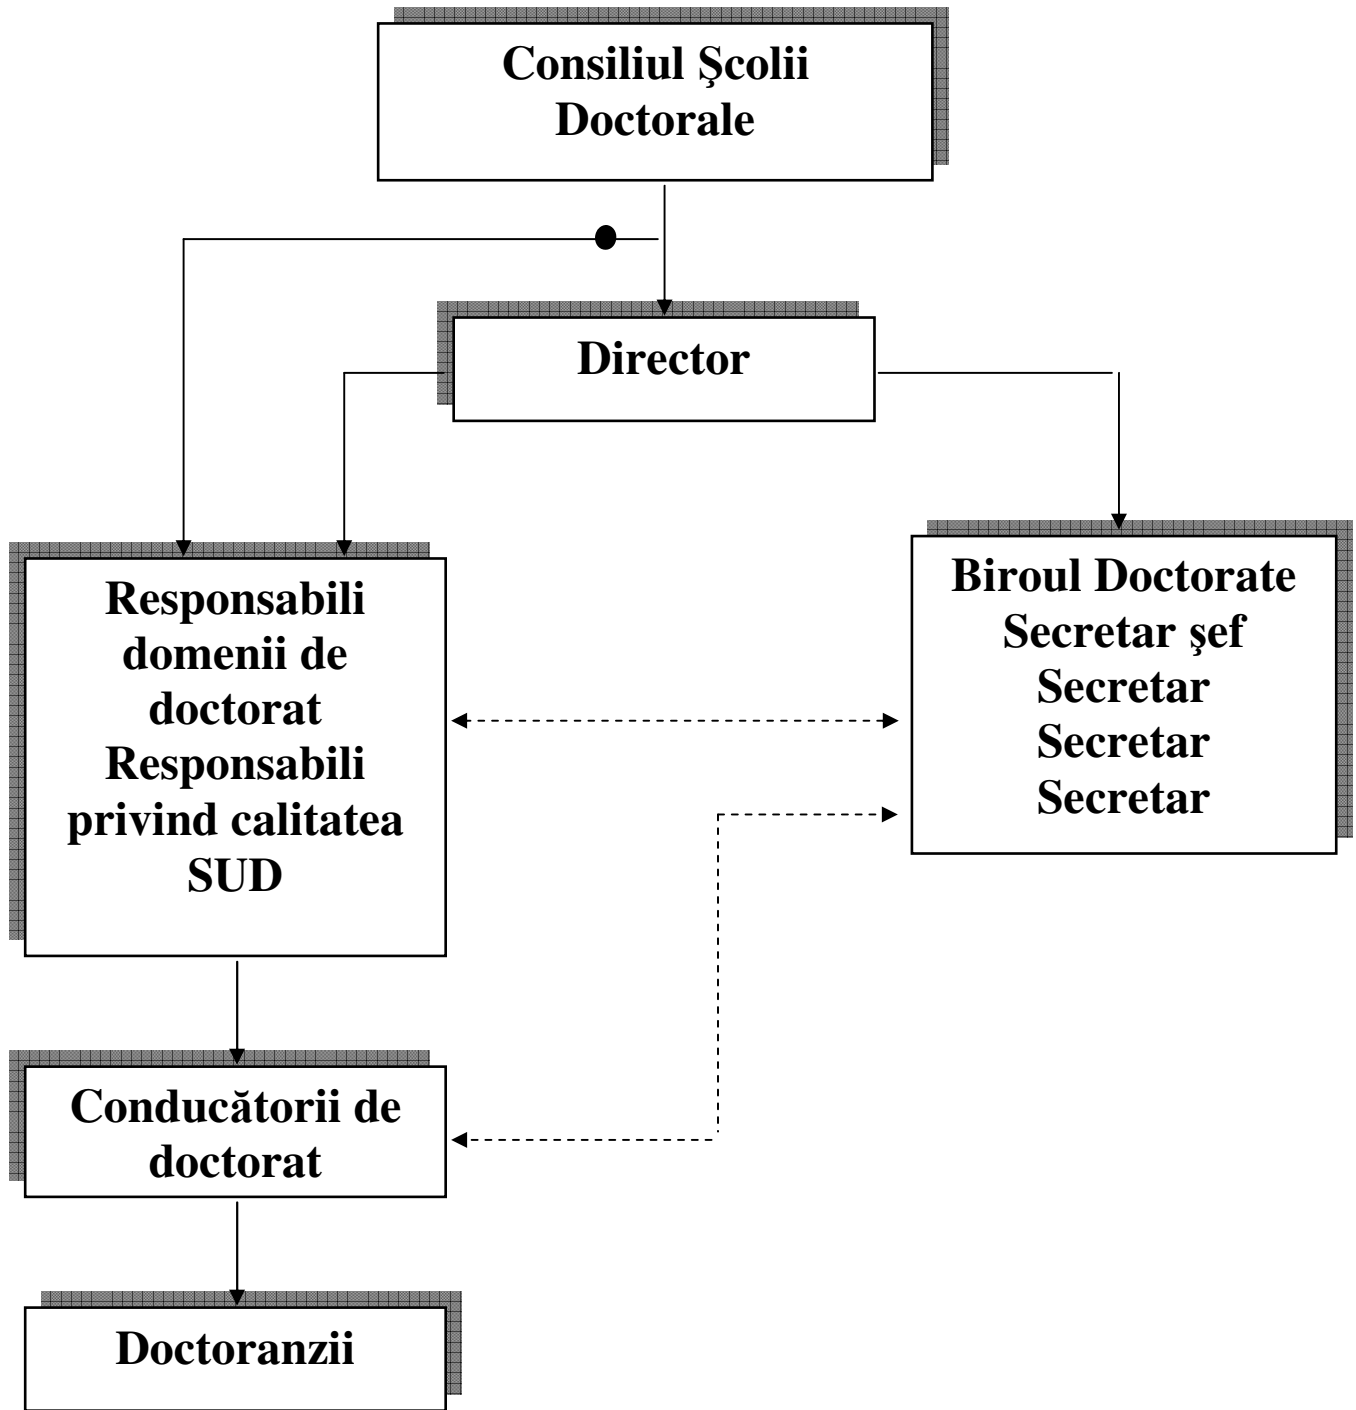 Consiliul Şcolii
Doctorale
Director
Responsabili
domenii de
doctorat
Responsabili
privind calitatea
SUD
Biroul Doctorate
Secretar şef
Secretar
Secretar
Secretar
Conducătorii de
doctorat
Doctoranzii